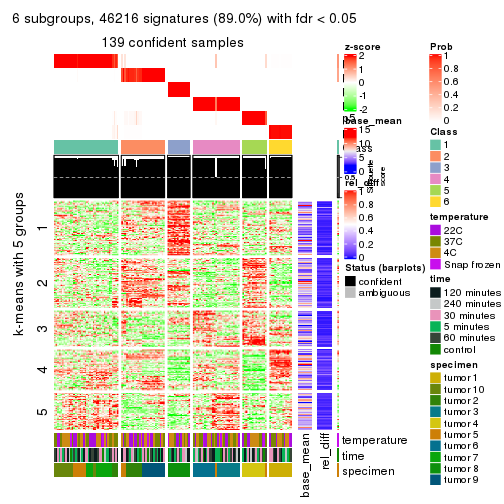 6 subgroups, 46216 signatures (89.0%) with fdr < 0.05
139 confident samples
k-means with 5 groups
1
2
3
4
5
z-score
2
1
0
-1
-2
base_mean
15
10
5
0
rel_diff
1
0.8
0.6
0.4
0.2
0
Status (barplots)
confident
ambiguous
Silhouette
score
Prob
1
0.8
0.6
0.4
0.2
0
Class
1
2
3
4
5
6
temperature
22C
37C
4C
Snap frozen
time
120 minutes
240 minutes
30 minutes
5 minutes
60 minutes
control
specimen
tumor 1
tumor 10
tumor 2
tumor 3
tumor 4
tumor 5
tumor 6
tumor 7
tumor 8
tumor 9
temperature
time
specimen
base_mean
rel_diff